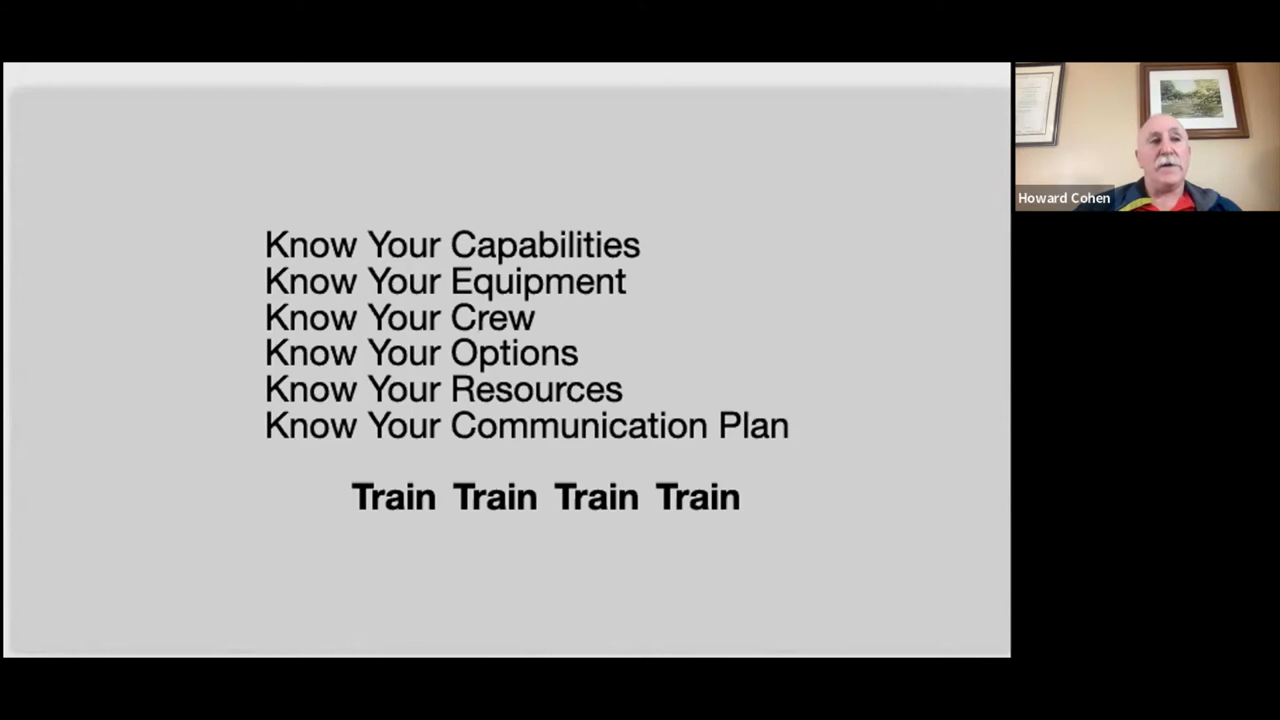 Know Your Capabilities
Know Your Equipment
Know Your Crew
Know Your Options
Know Your Resources
Know Your Communication Plan
Train Train Train Train
Howard Cohen